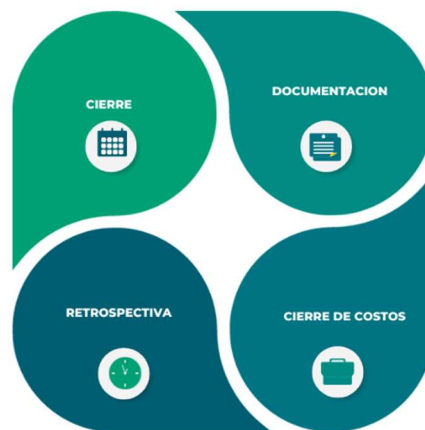 CIERRE
DOCUMENTACION
RETROSPECTIVA
CIERRE DE COSTOS